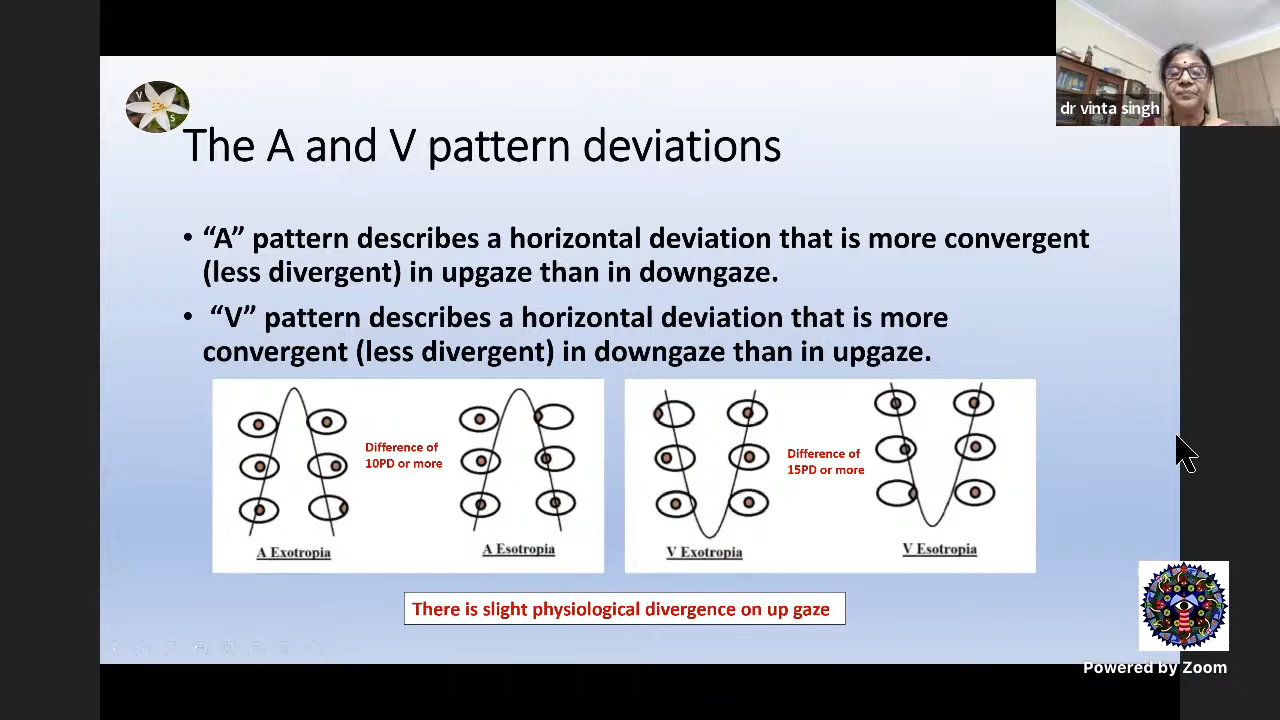 dr vinta singh
V
S
The A and V pattern deviations
• “A” pattern describes a horizontal deviation that is more convergent
(less divergent) in upgaze than in downgaze.
• “V” pattern describes a horizontal deviation that is more
convergent (less divergent) in downgaze than in upgaze.
Difference of
10PD or more
A Exotropia
A Esotropia
Difference of
15PD or more
V Exotropia
V Esotropia
There is slight physiological divergence on up gaze
Powered by Zoom